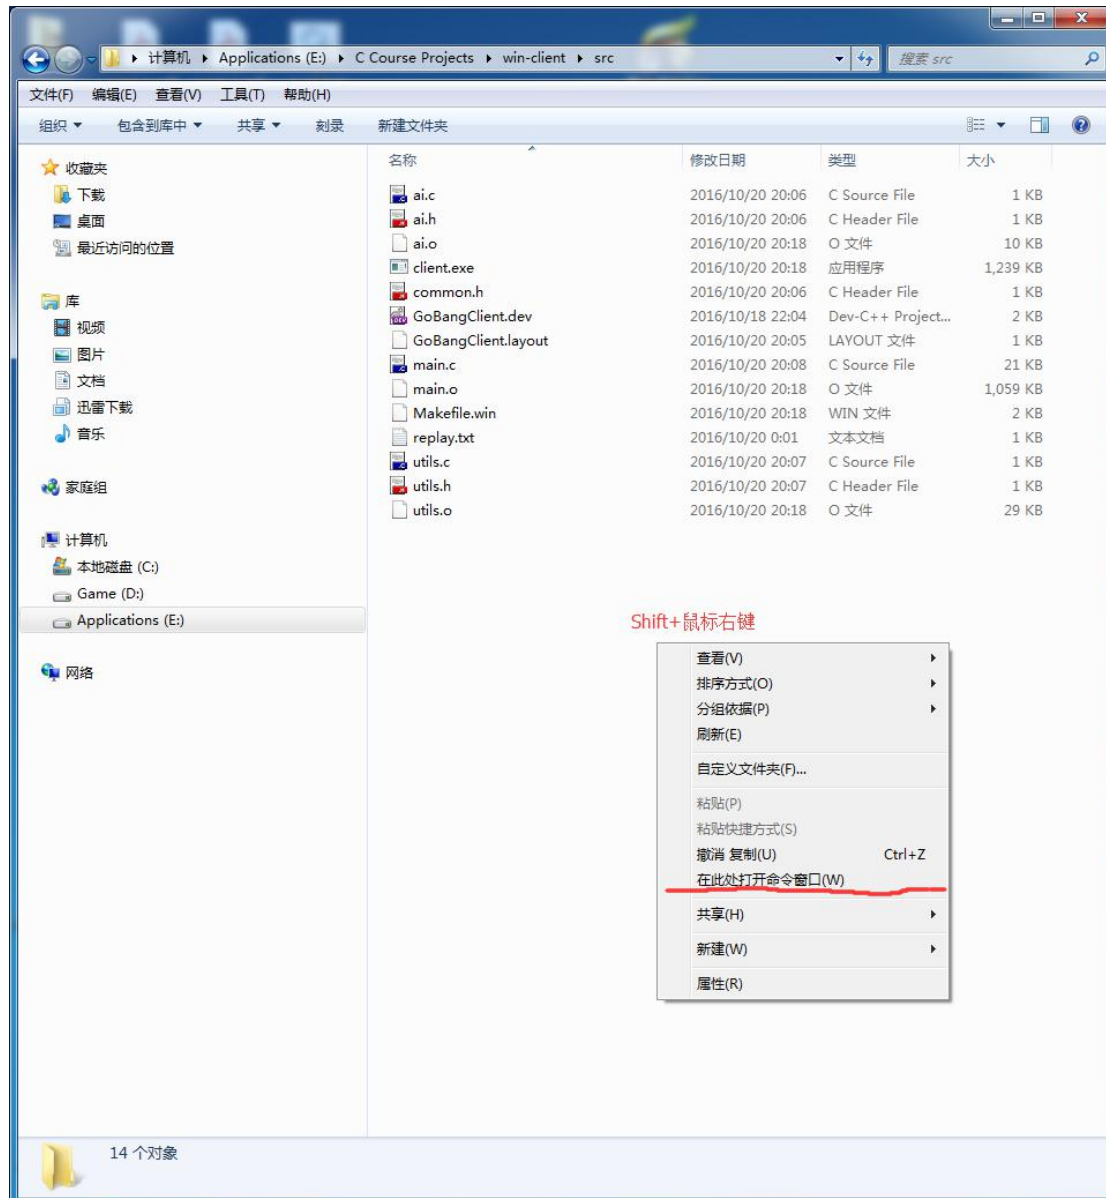 计算机 Applications (E:) C Course Projects win-client src 搜索 src
文件(F) 编辑(E) 查看(V) 工具(T) 帮助(H)
组织 包含到库中 共享 刻录 新建文件夹
收藏夹
下载
桌面
最近访问的位置
库
视频
图片
文档
迅雷下载
音乐
家庭组
计算机
本地磁盘 (C:)
Game (D:)
Applications (E:)
网络
名称 修改日期 类型 大小
ai.c 2016/10/20 20:06 C Source File 1 KB
ai.h 2016/10/20 20:06 C Header File 1 KB
ai.o 2016/10/20 20:18 O 文件 10 KB
client.exe 2016/10/20 20:18 应用程序 1,239 KB
common.h 2016/10/20 20:06 C Header File 1 KB
GoBangClient.dev 2016/10/18 22:04 Dev-C++ Project... 2 KB
GoBangClient.layout 2016/10/20 20:05 LAYOUT 文件 1 KB
main.c 2016/10/20 20:08 C Source File 21 KB
main.o 2016/10/20 20:18 O 文件 1,059 KB
Makefile.win 2016/10/20 20:18 WIN 文件 2 KB
replay.txt 2016/10/20 0:01 文本文档 1 KB
utils.c 2016/10/20 20:07 C Source File 1 KB
utils.h 2016/10/20 20:07 C Header File 1 KB
utils.o 2016/10/20 20:18 O 文件 29 KB
Shift+鼠标右键
查看(V)
排序方式(O)
分组依据(P)
刷新(E)
自定义文件夹(F)...
粘贴(P)
粘贴快捷方式(S)
撤消 复制(U) Ctrl+Z
在此处打开命令窗口(W)
共享(H)
新建(W)
属性(R)
14 个对象